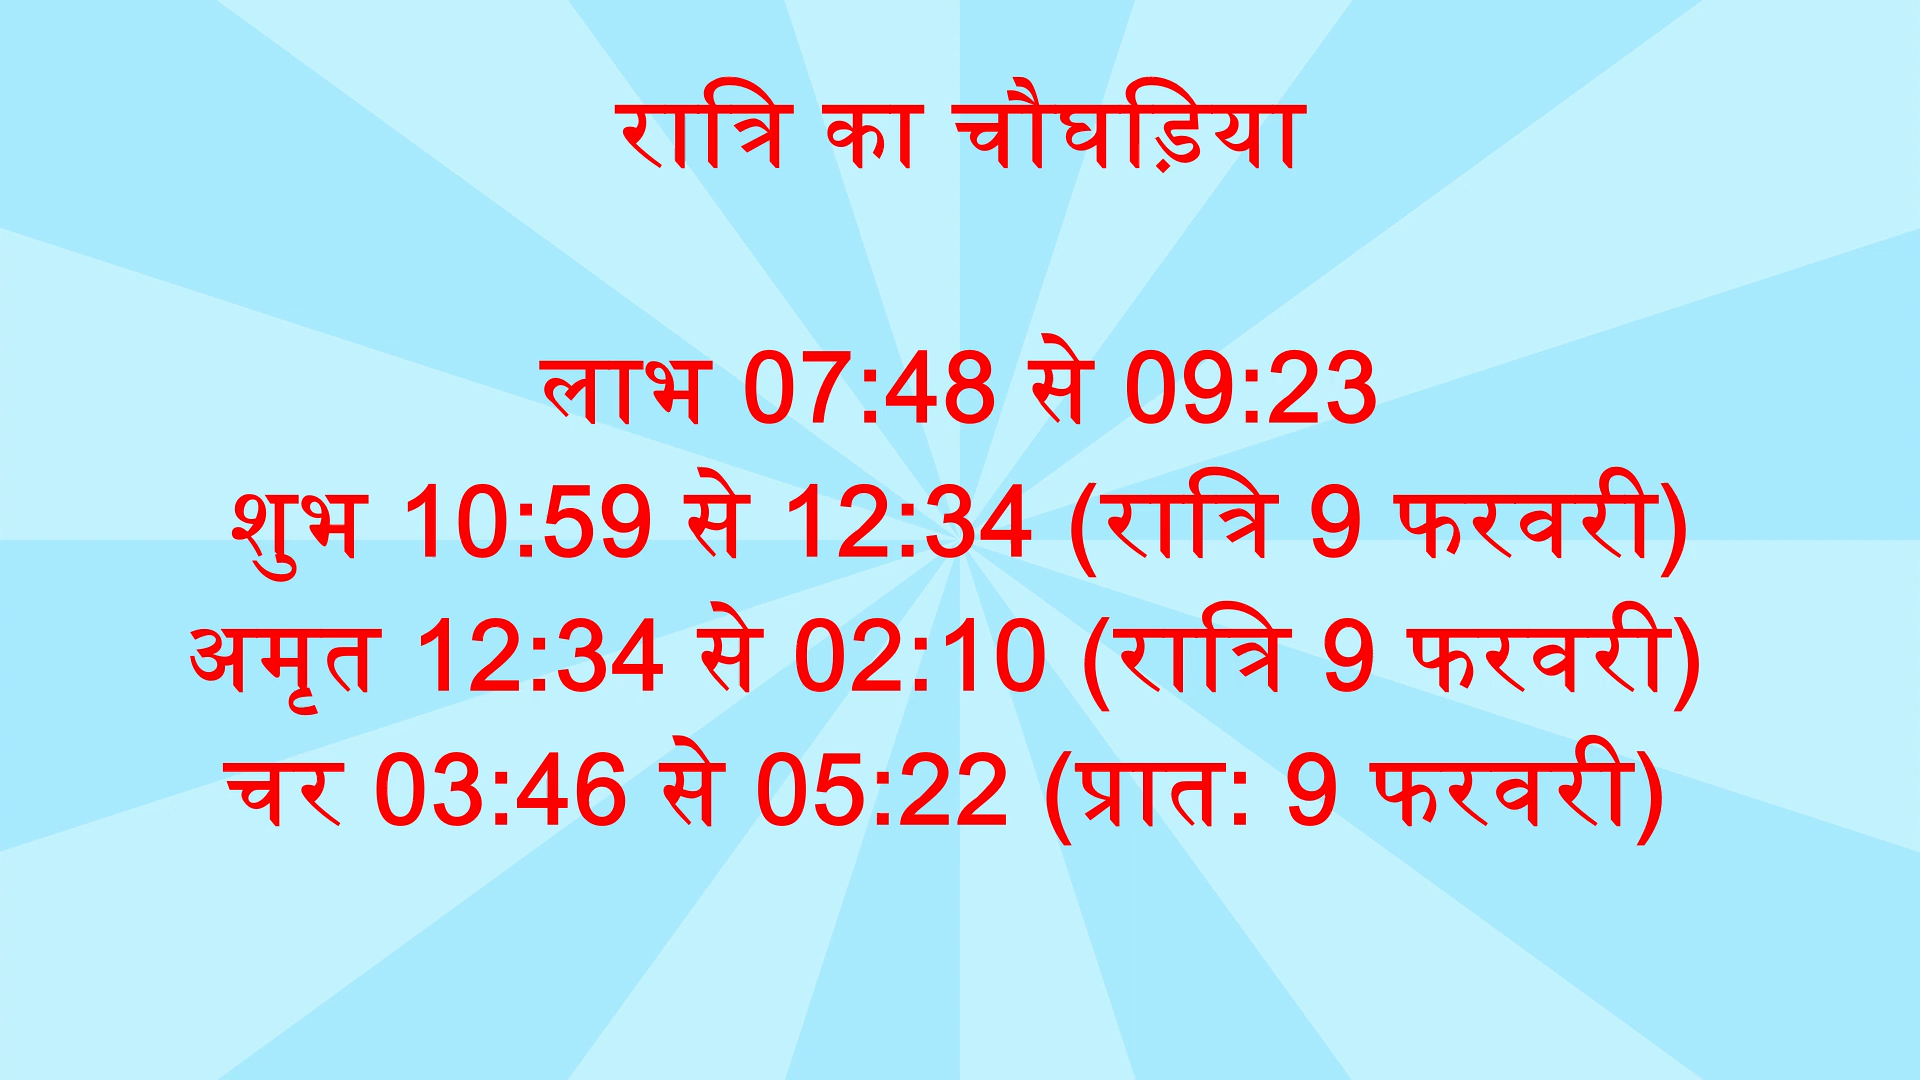 रात्रि का चौघड़िया
लाभ 07:48 से 09:23
शुभ 10:59 से 12:34 (रात्रि 9 फरवरी)
अमृत 12:34 से 02:10 (रात्रि 9 फरवरी)
चर 03:46 से 05:22 (प्रात: 9 फरवरी)